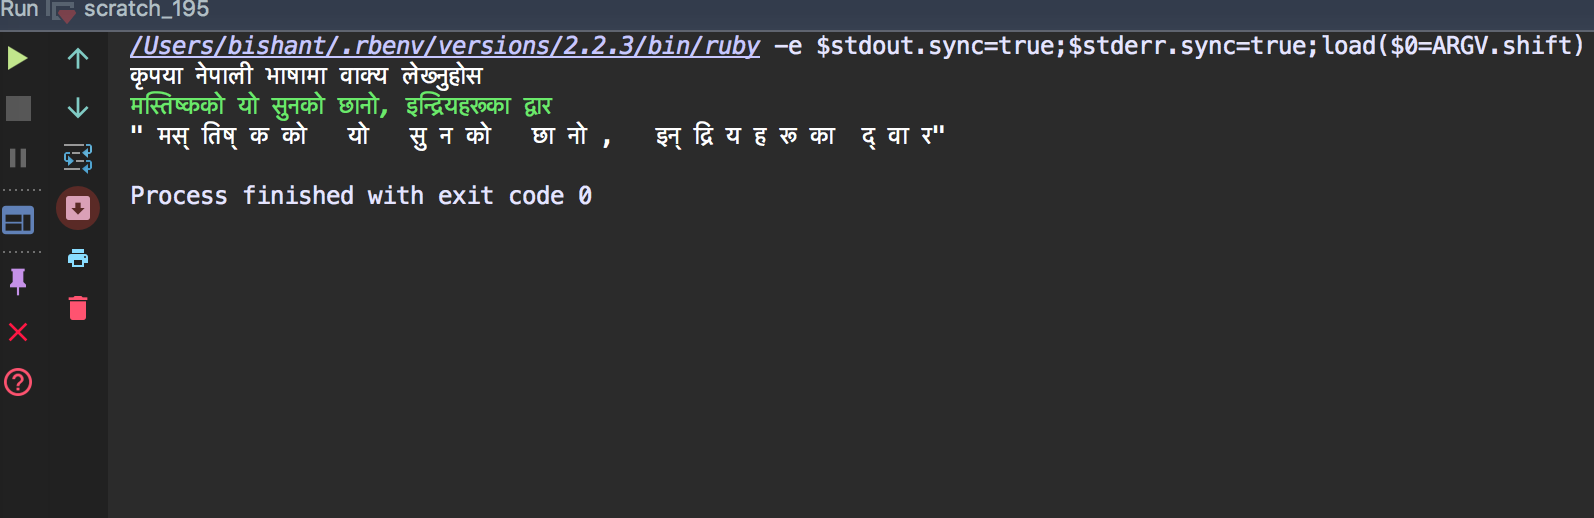 Run scratch_195
/Users/bishant/.rbenv/versions/2.2.3/bin/ruby -e $stdout.sync=true;$stderr.sync=true;load($0=ARGV.shift)
कृपया नेपाली भाषामा वाक्य लेख्नुहोस
मस्तिष्कको यो सुनको छानो, इन्द्रियहरूका द्वार
" मस् तिष् क को   यो   सु न को   छा नो ,   इन् द्रि य ह रू का  द् वा र"
Process finished with exit code 0